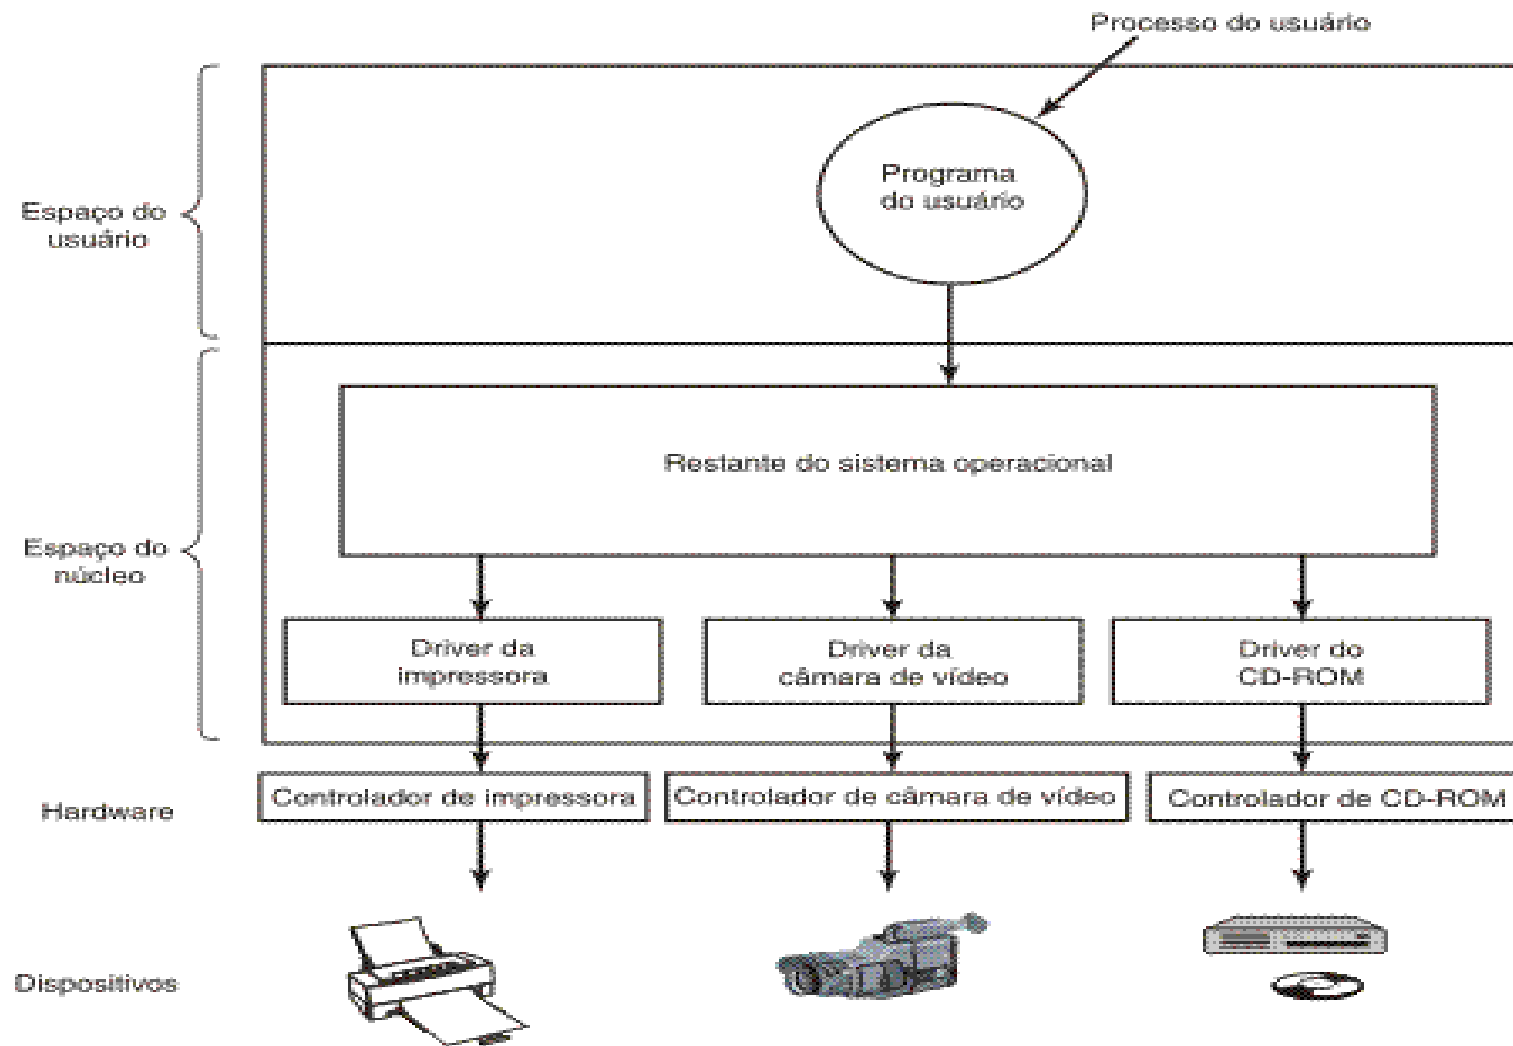 Processo do usuário
Programa
do usuário
Espaço do
usuário
Restante do sistema operacional
Espaço do
núcleo
Driver da
impressora
Driver da
câmara de vídeo
Driver do
CD-ROM
Hardware
Controlador de impressora
Controlador de câmara de vídeo
Controlador de CD-ROM
Dispositivos